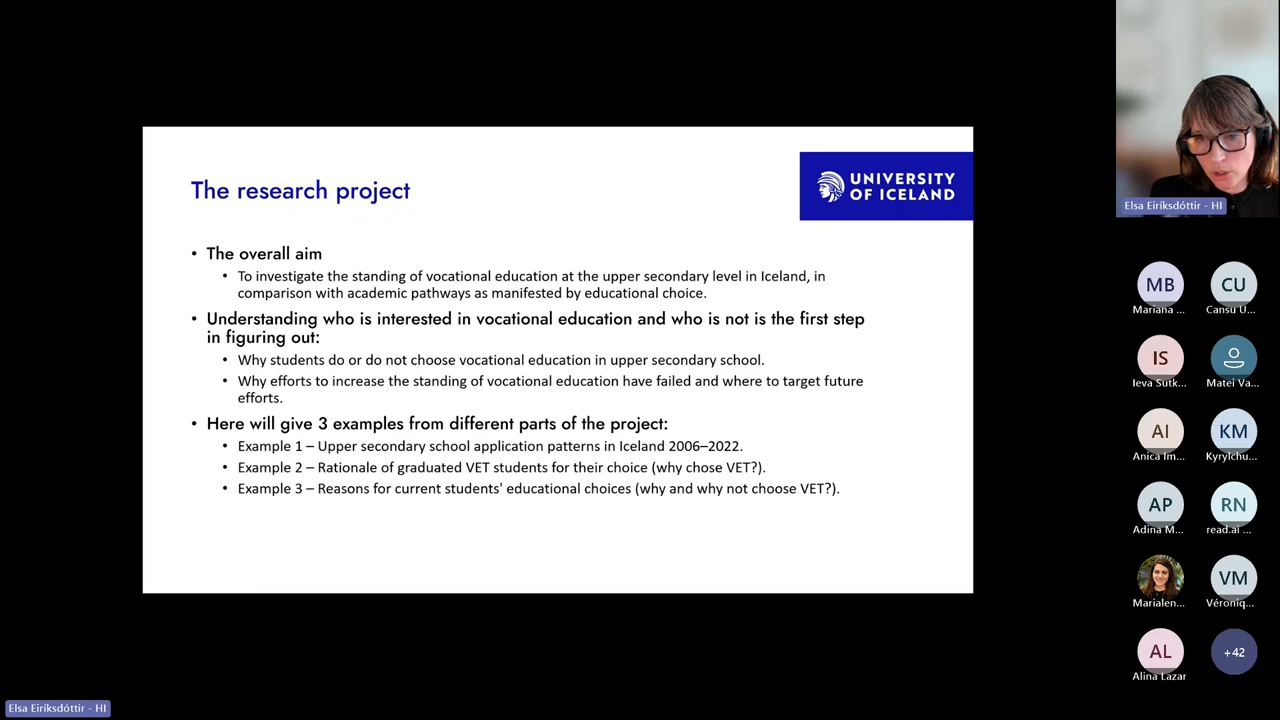 The research project
UNIVERSITY
OF ICELAND
• The overall aim
• To investigate the standing of vocational education at the upper secondary level in Iceland, in
comparison with academic pathways as manifested by educational choice.
• Understanding who is interested in vocational education and who is not is the first step
in figuring out:
• Why students do or do not choose vocational education in upper secondary school.
• Why efforts to increase the standing of vocational education have failed and where to target future
efforts.
• Here will give 3 examples from different parts of the project:
• Example 1 – Upper secondary school application patterns in Iceland 2006–2022.
• Example 2 – Rationale of graduated VET students for their choice (why chose VET?).
• Example 3 – Reasons for current students' educational choices (why and why not choose VET?).
Elsa Eiríksdóttir - HI
MB
Mariana ...
CU
Cansu U...
IS
Ieva Sutk...
Matei Va...
AI
Anica Im...
KM
Kyrylchu...
AP
Adina M...
RN
read.ai ...
Marialen...
VM
Véroniq...
AL
Alina Lazar
+42
Elsa Eiríksdóttir - HI